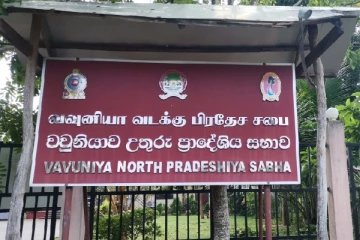 வவுனியா வடக்கு பிரதேச சபை
වවුනියාව උතුරු ප්‍රාදේශීය සභාව
VAVUNIYA NORTH PRADESHIYA SABHA